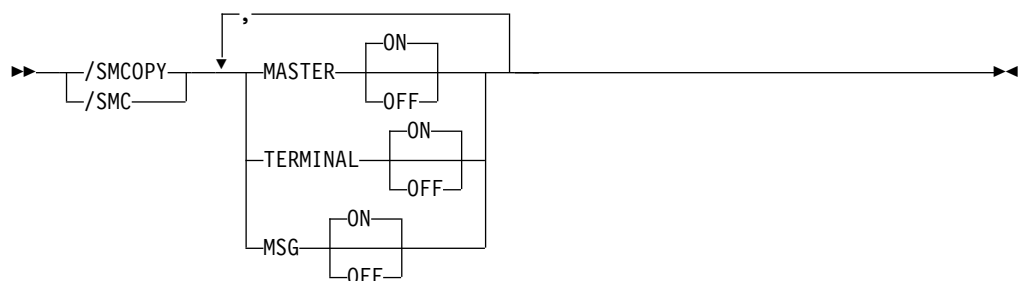 ,
ON
/SMCOPY MASTER
/SMC OFF
ON
TERMINAL
OFF
ON
MSG
OFF